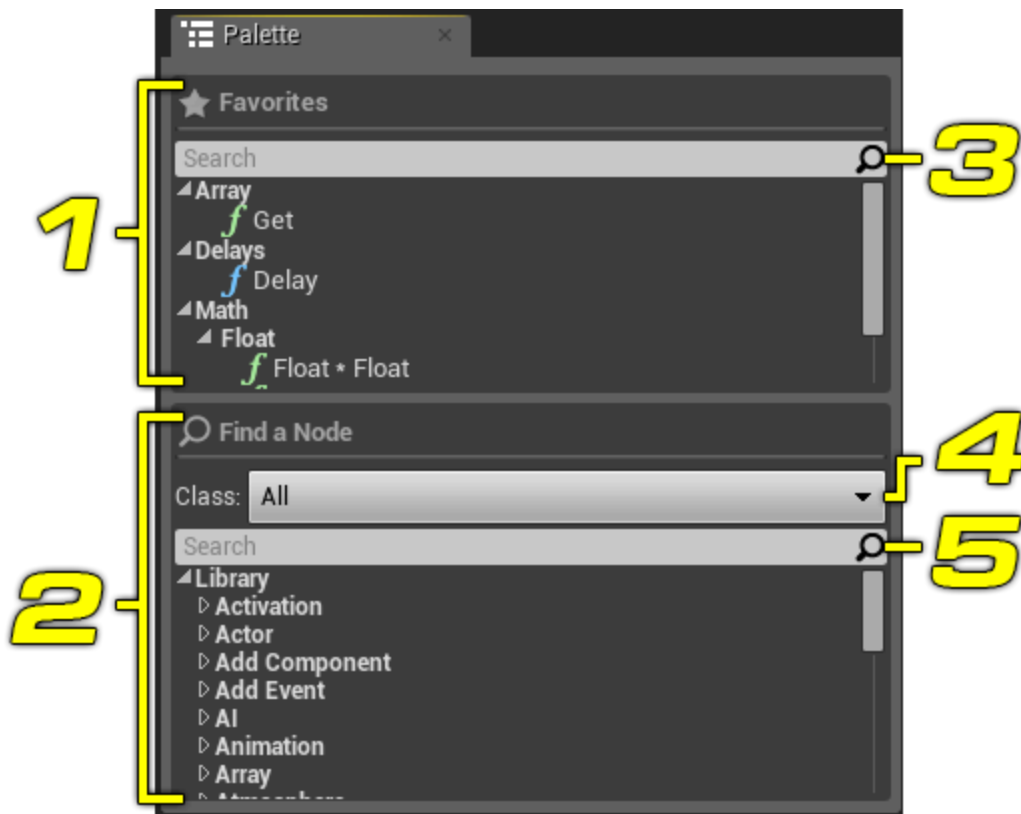 Palette
Favorites
Search
Array
f Get
Delays
f Delay
Math
Float
f Float * Float
Find a Node
Class: All
Search
Library
Activation
Actor
Add Component
Add Event
AI
Animation
Array
1
2
3
4
5